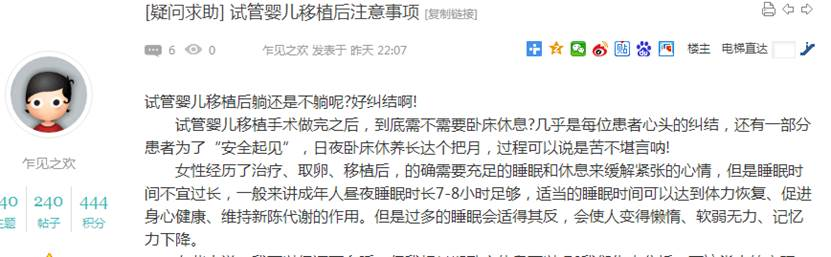 [疑问求助] 试管婴儿移植后注意事项 [复制链接]
6 0 乍见之欢 发表于 昨天 22:07 楼主 电梯直达
试管婴儿移植后躺还是不躺呢?好纠结啊!
试管婴儿移植手术做完之后，到底需不需要卧床休息?几乎是每位患者心头的纠结，还有一部分
患者为了“安全起见”，日夜卧床休养长达个把月，过程可以说是苦不堪言呐!
乍见之欢
女性经历了治疗、取卵、移植后，的确需要充足的睡眠和休息来缓解紧张的心情，但是睡眠时
间不宜过长，一般来讲成年人昼夜睡眠时长7-8小时足够，适当的睡眠时间可以达到体力恢复、促进
身心健康、维持新陈代谢的作用。但是过多的睡眠会适得其反，会使人变得懒惰、软弱无力、记忆
力下降。
40 240 444
主题 帖子 积分